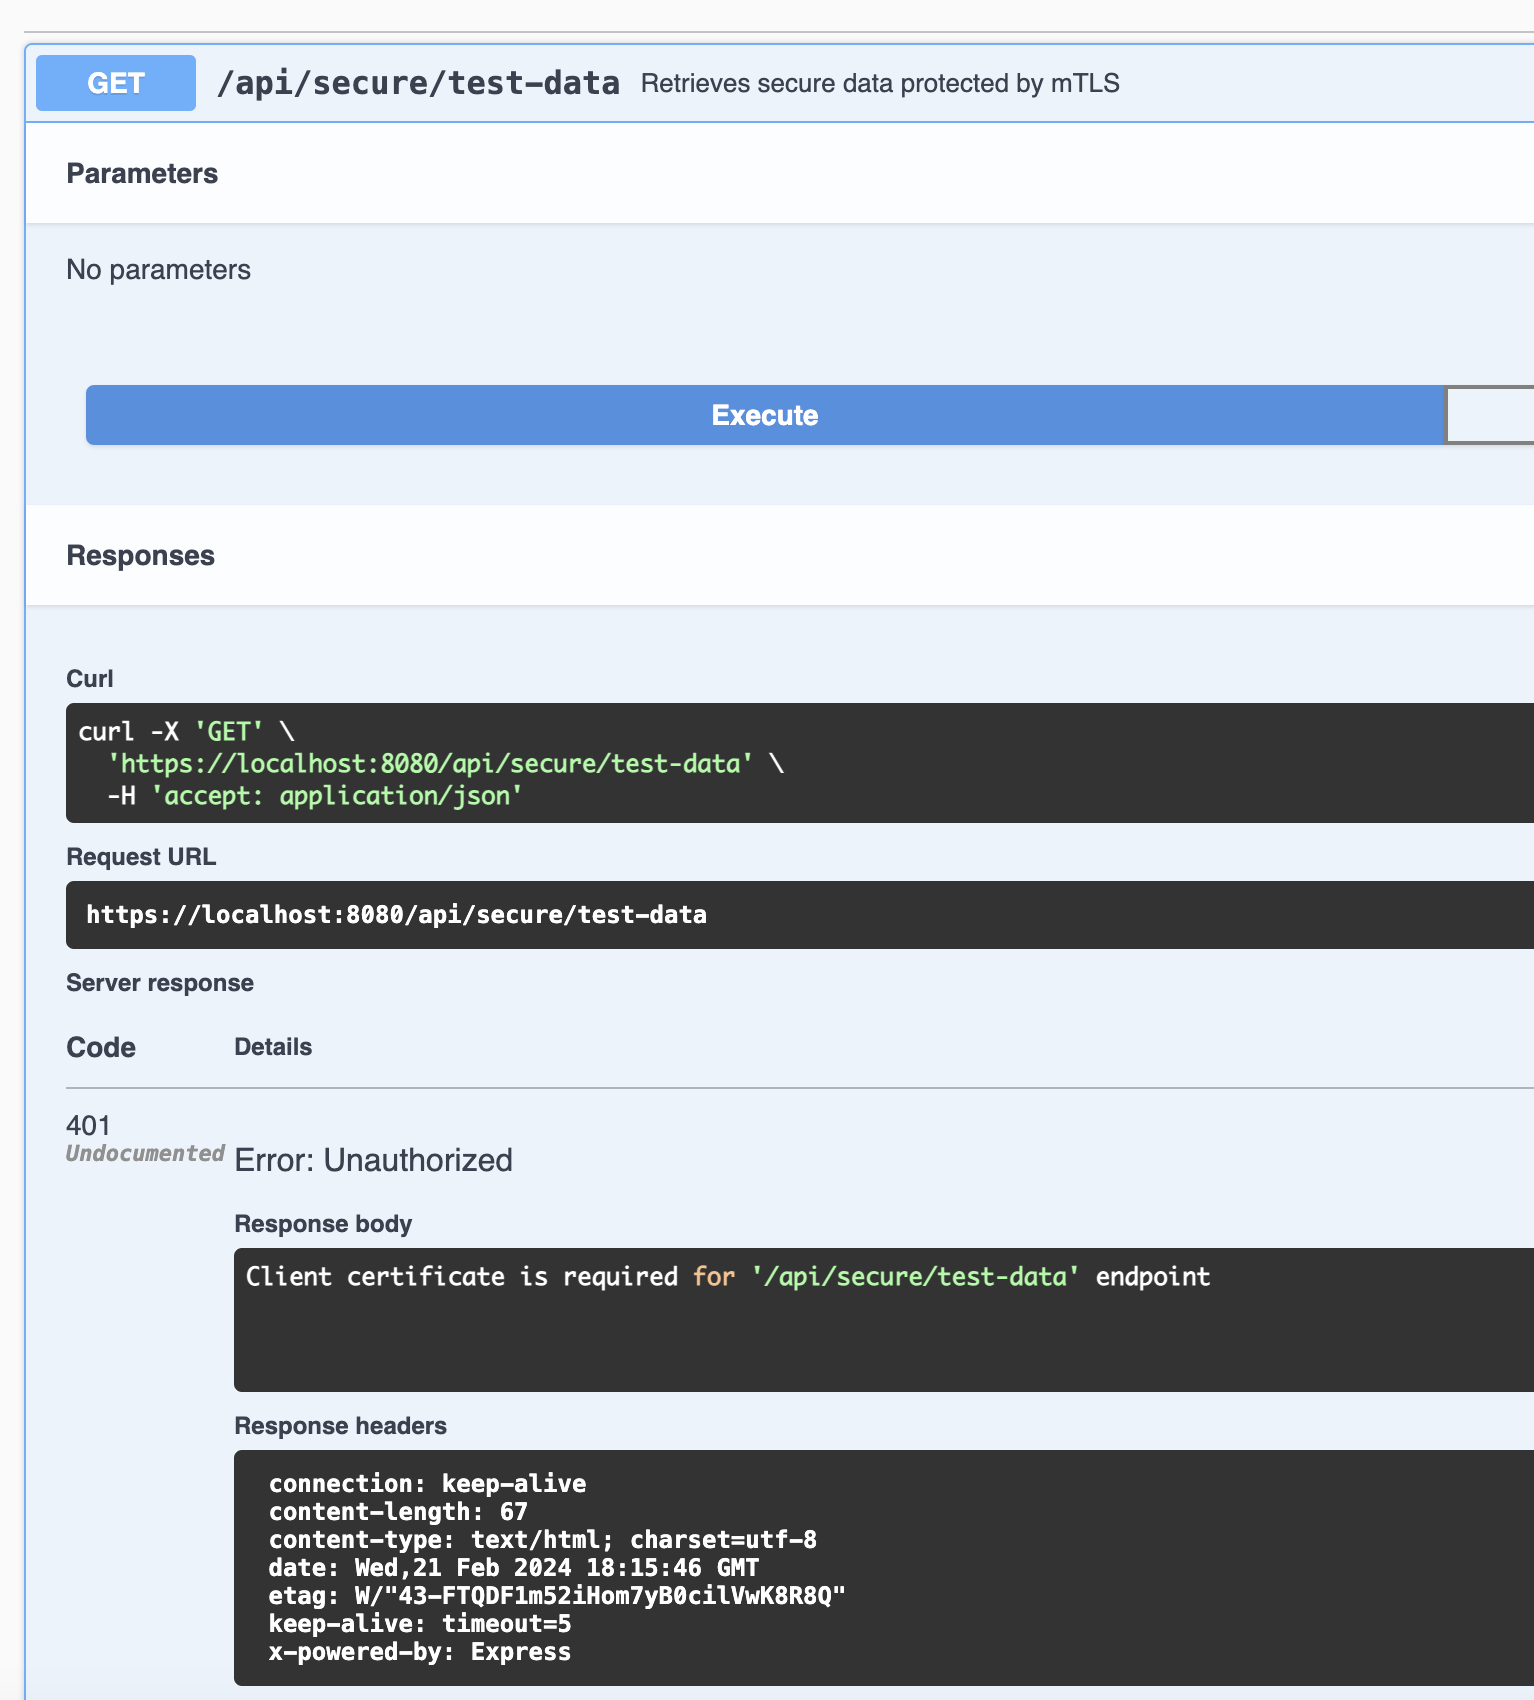 GET /api/secure/test-data Retrieves secure data protected by mTLS
Parameters
No parameters
Execute
Responses
Curl
curl -X 'GET' \
'https://localhost:8080/api/secure/test-data' \
-H 'accept: application/json'
Request URL
https://localhost:8080/api/secure/test-data
Server response
Code Details
401
Undocumented
Error: Unauthorized
Response body
Client certificate is required for '/api/secure/test-data' endpoint
Response headers
connection: keep-alive
content-length: 67
content-type: text/html; charset=utf-8
date: Wed,21 Feb 2024 18:15:46 GMT
etag: W/"43-FTQDF1m52iHom7yB0cilVwK8R8Q"
keep-alive: timeout=5
x-powered-by: Express